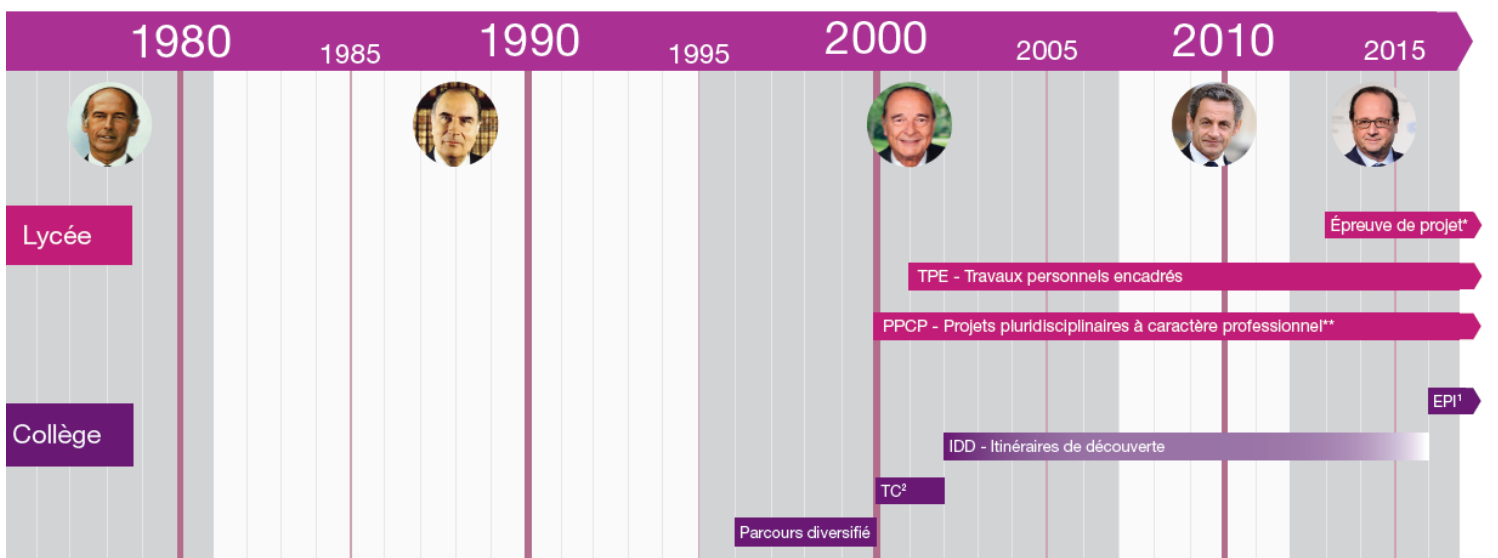 1980 1985 1990 1995 2000 2005 2010 2015
Lycée
Épreuve de projet*
TPE - Travaux personnels encadrés
PPCP - Projets pluridisciplinaires à caractère professionnel**
Collège
EPI¹
IDD - Itinéraires de découverte
TC²
Parcours diversifié